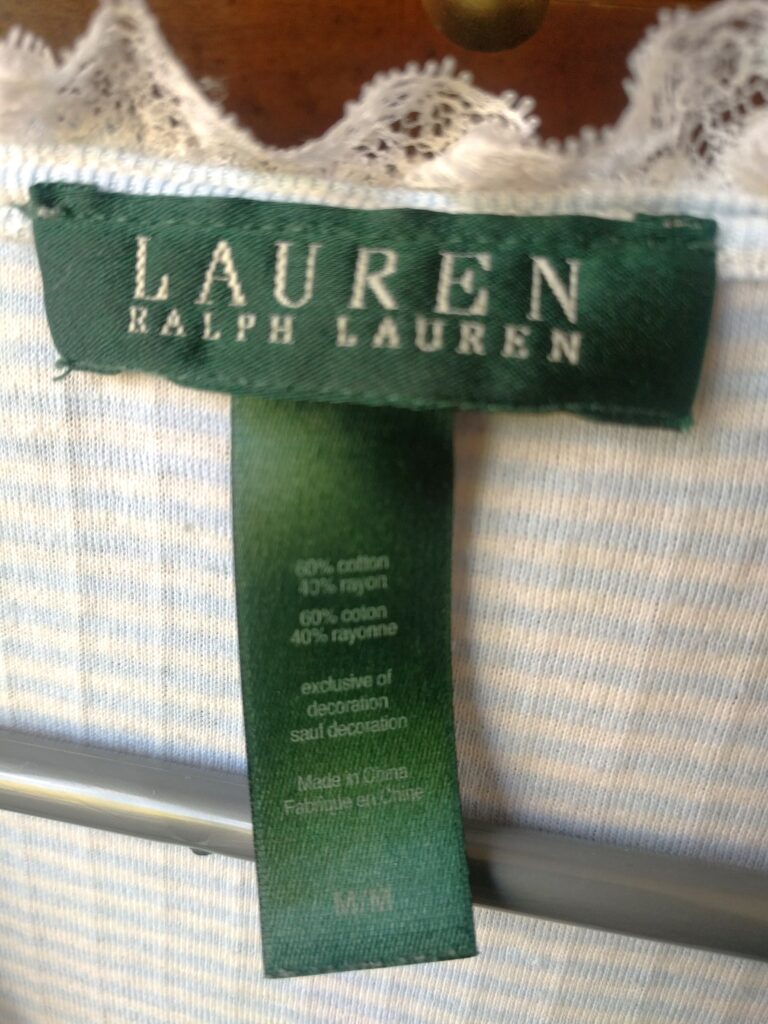 LAUREN
RALPH LAUREN
60% cotton
40% rayon
60% coton
40% rayonne
exclusive of
decoration
sauf decoration
Made in China
Fabriqué en Chine
M/M